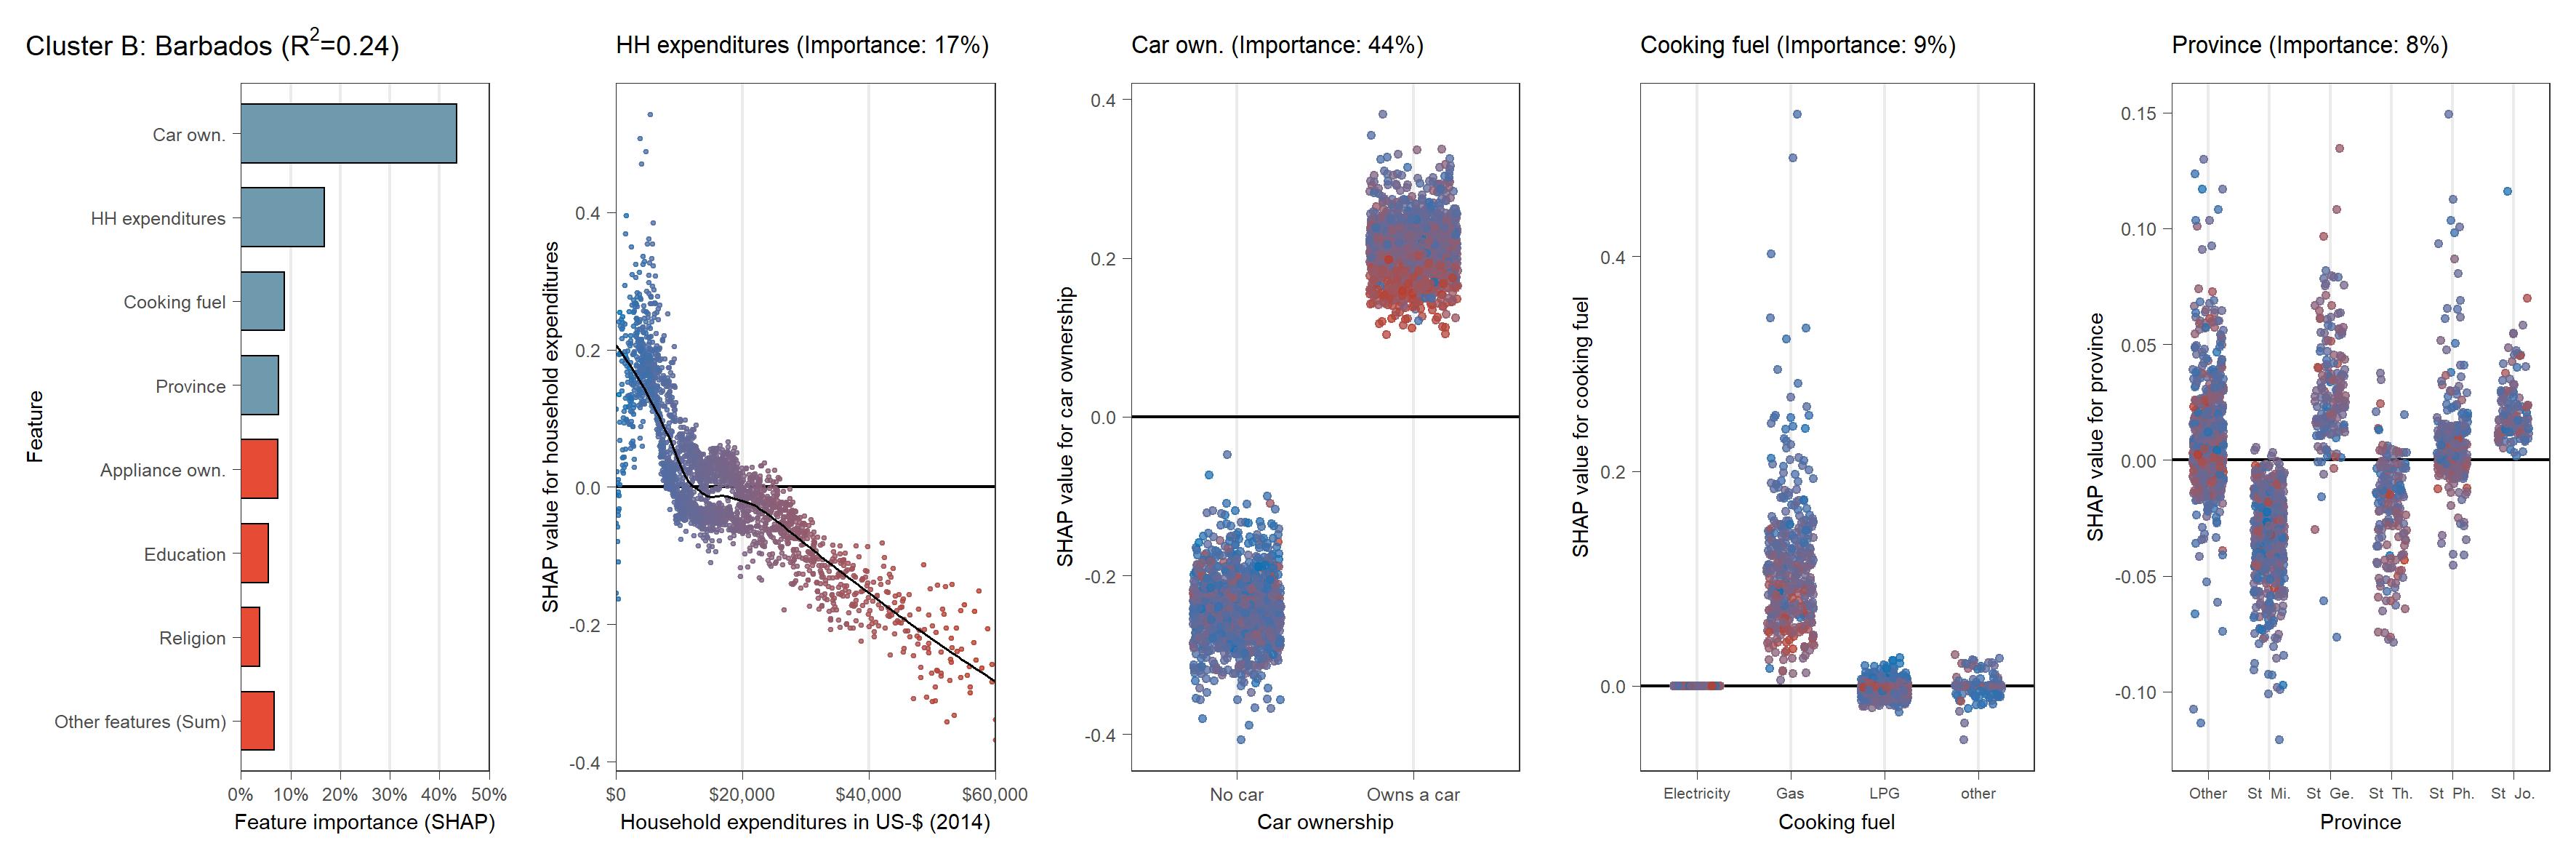 Cluster B: Barbados (R2=0.24)
Feature
Car own.
HH expenditures
Cooking fuel
Province
Appliance own.
Education
Religion
Other features (Sum)
0% 10% 20% 30% 40% 50%
Feature importance (SHAP)
HH expenditures (Importance: 17%)
SHAP value for household expenditures
0.4
0.2
0.0
-0.2
-0.4
$0 $20,000 $40,000 $60,000
Household expenditures in US-$ (2014)
Car own. (Importance: 44%)
SHAP value for car ownership
0.4
0.2
0.0
-0.2
-0.4
No car Owns a car
Car ownership
Cooking fuel (Importance: 9%)
SHAP value for cooking fuel
0.4
0.2
0.0
Electricity Gas LPG other
Cooking fuel
Province (Importance: 8%)
SHAP value for province
0.15
0.10
0.05
0.00
-0.05
-0.10
Other St Mi. St Ge. St Th. St Ph. St Jo.
Province